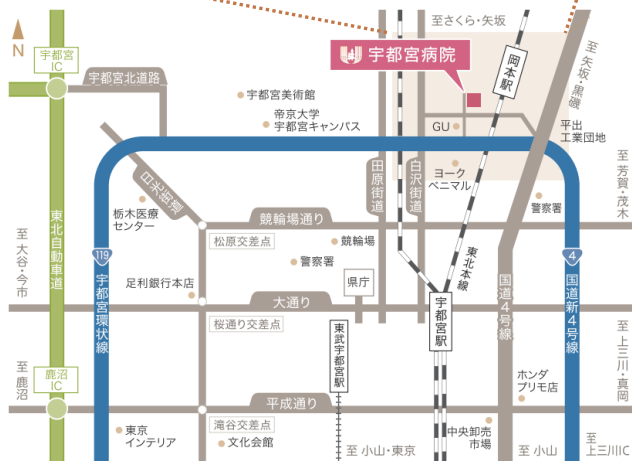 至さくら・矢坂
N
宇都宮
IC
宇都宮北道路
宇都宮病院
岡本駅
至 矢坂・黒磯
宇都宮美術館
帝京大学
宇都宮キャンパス
GU
平出
工業団地
日光街道
田原街道
白沢街道
ヨーク
ベニマル
至 芳賀・茂木
栃木医療
センター
警察署
競輪場通り
松原交差点
競輪場
東北自動車道
至 大谷・今市
119
宇都宮環状線
警察署
東北本線
国道4号線
4
国道新4号線
足利銀行本店
県庁
大通り
宇都宮駅
桜通り交差点
東武宇都宮駅
至 上三川・真岡
至 鹿沼
鹿沼
IC
ホンダ
プリモ店
平成通り
滝谷交差点
東京
インテリア
文化会館
中央卸売
市場
至 小山・東京
至 小山
至
上三川IC